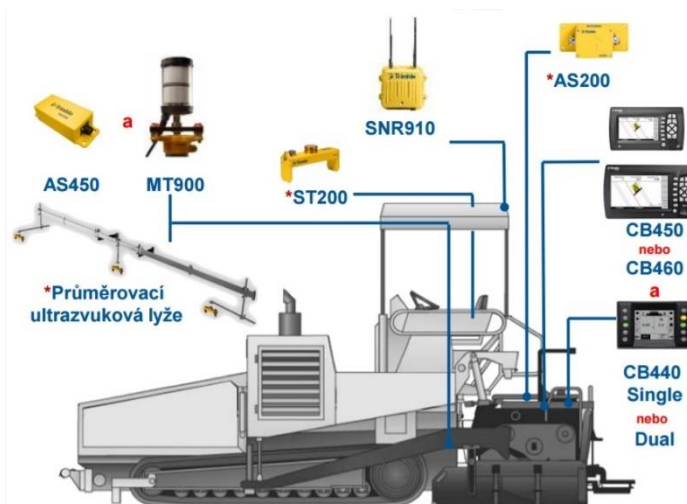 *AS200
SNR910
a
AS450
MT900
*ST200
CB450
nebo
CB460
a
*Průměrovací
ultrazvuková lyže
CB440
Single
nebo
Dual